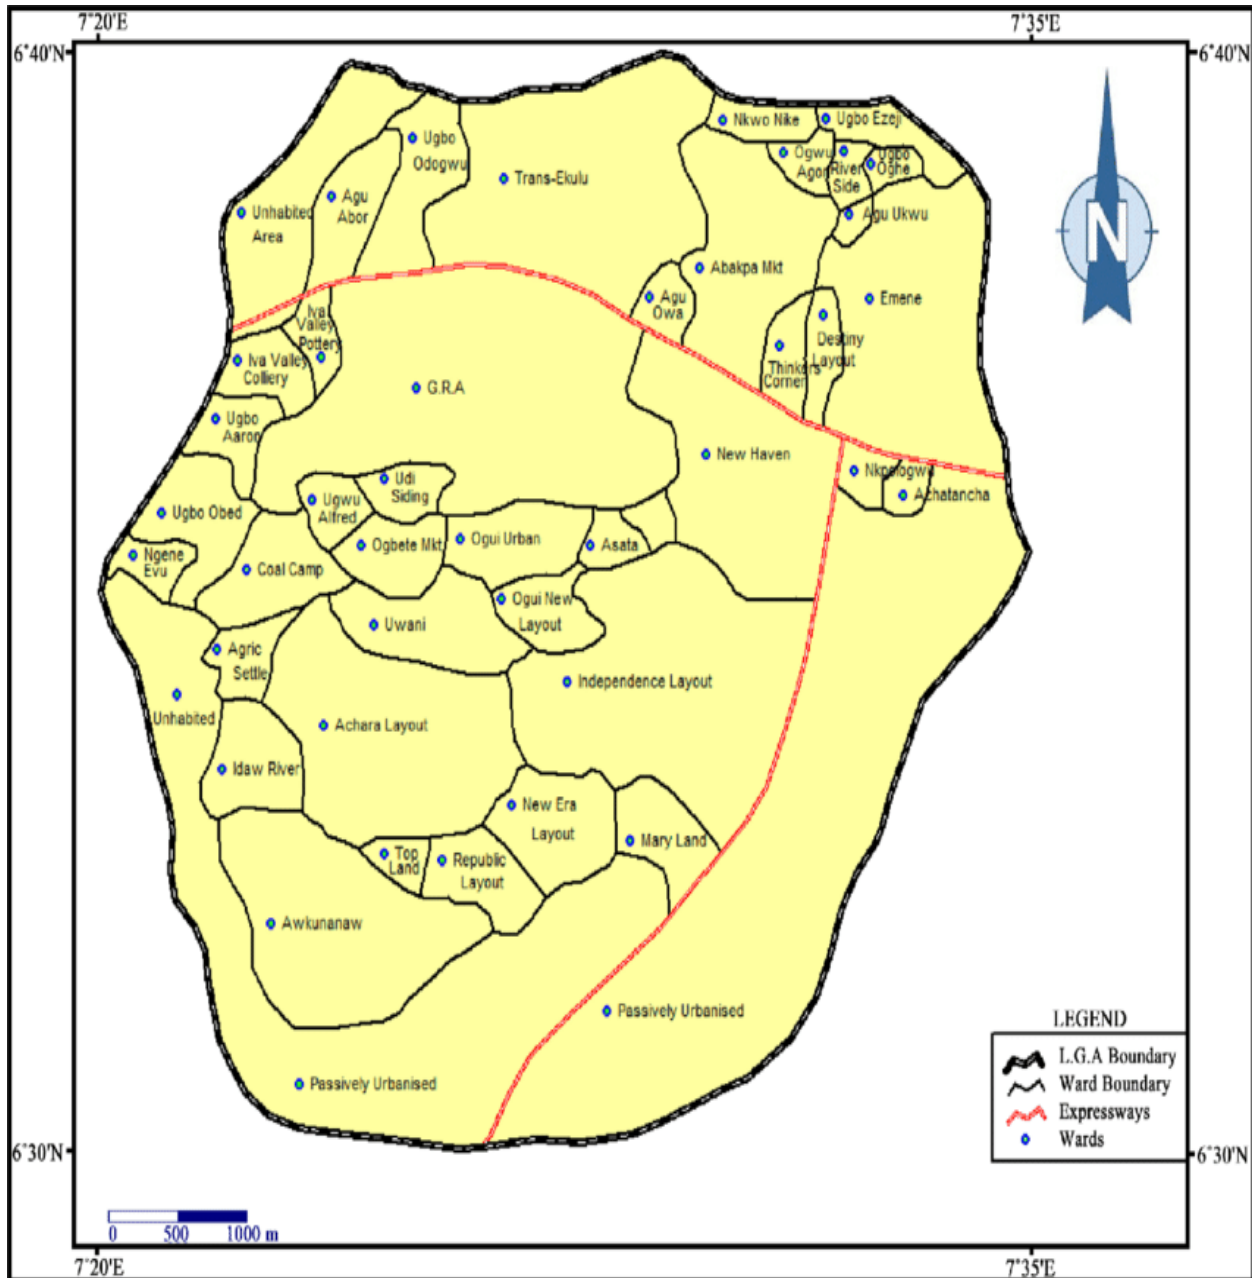 7°20'E
7°35'E
6°40'N
6°40'N
Nkwo Nike
Ugbo Ezeji
Ugbo
Odogwu
Ogwu
Agor
River
Side
Ugbo
Oghe
Trans-Ekulu
Agu
Abor
Unhabited
Area
Agu Ukwu
N
Abakpa Mkt
Agu
Owa
Emene
Iva
Valley
Pottery
Destiny
Layout
Iva Valley
Colliery
Thinkers
Corner
G.R.A
Ugbo
Aaron
New Haven
Nkpologwu
Achatancha
Udi
Siding
Ugwu
Alfred
Ugbo Obed
Ogbete Mkt
Ogui Urban
Asata
Ngene
Evu
Coal Camp
Ogui New
Layout
Uwani
Agric
Settle
Independence Layout
Unhabited
Achara Layout
Idaw River
New Era
Layout
Mary Land
Top
Land
Republic
Layout
Awkunanaw
Passively Urbanised
Passively Urbanised
LEGEND
L.G.A Boundary
Ward Boundary
Expressways
Wards
6°30'N
6°30'N
0 500 1000 m
7°20'E
7°35'E